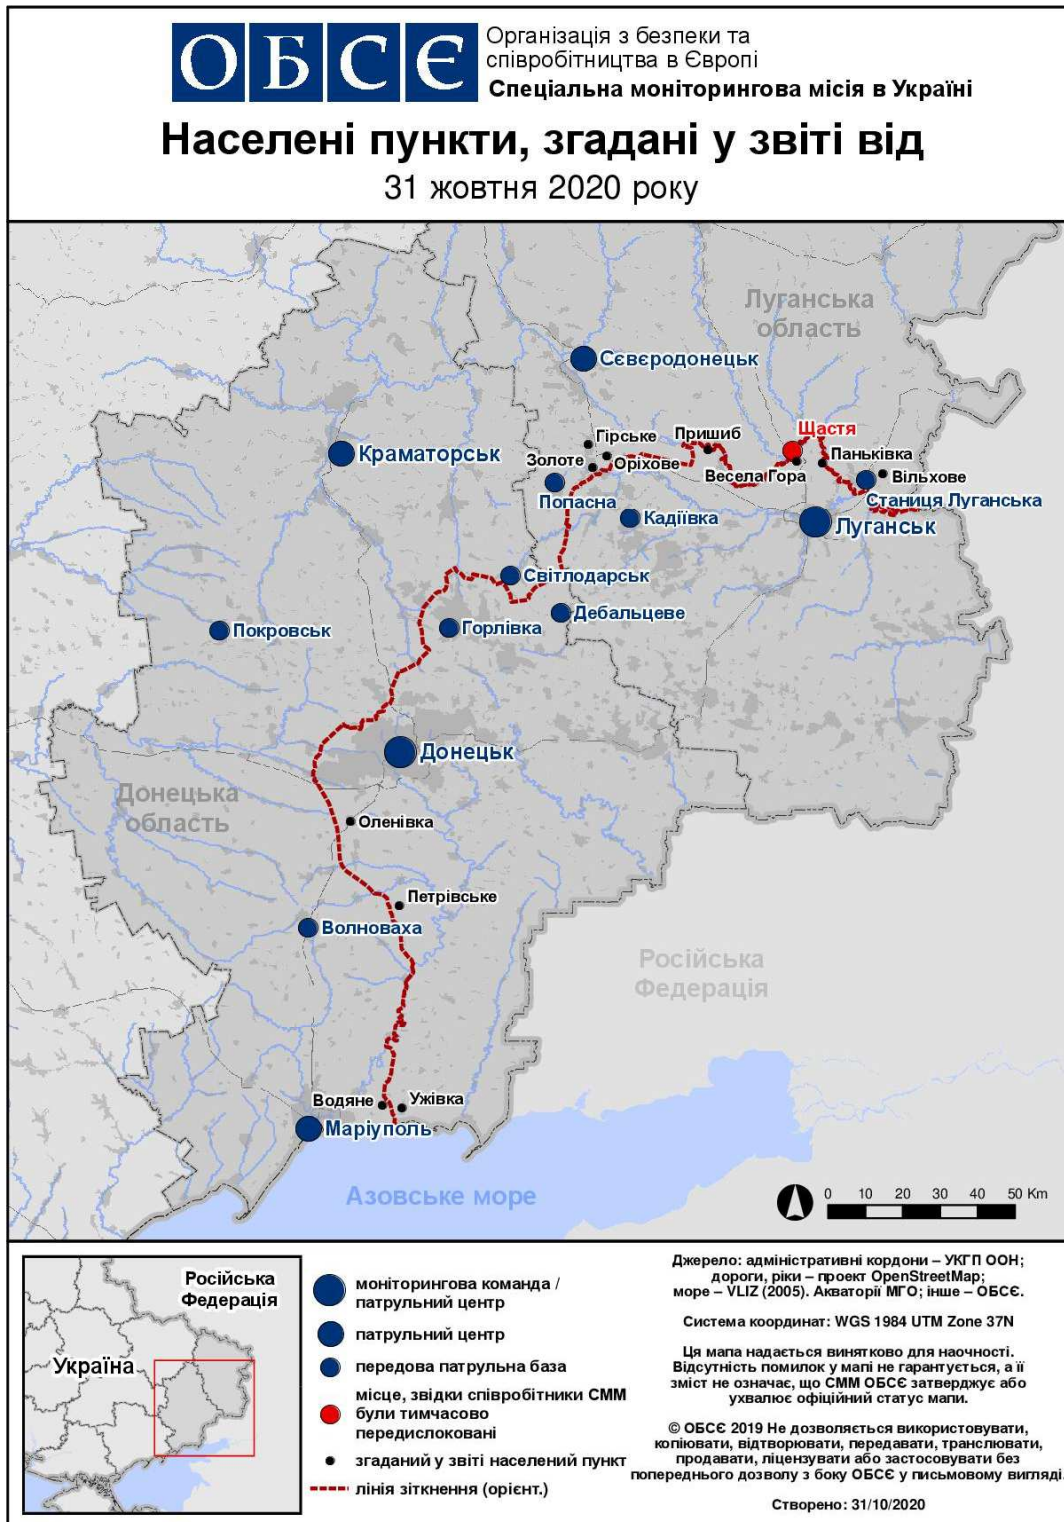 ОБСЄ
Організація з безпеки та
співробітництва в Європі
Спеціальна моніторингова місія в Україні
Населені пункти, згадані у звіті від
31 жовтня 2020 року
Луганська
область
Сєвєродонецьк
Щастя
Гірське
Пришиб
Краматорськ
Золоте
Оріхове
Весела Гора
Паньківка
Вільхове
Попасна
Станиця Луганська
Кадіївка
Луганськ
Світлодарськ
Дебальцеве
Покровськ
Горлівка
Донецьк
Донецька
область
Оленівка
Петрівське
Волноваха
Російська
Федерація
Водяне
Ужівка
Маріуполь
Азовське море
0 10 20 30 40 50 Km
Російська
Федерація
Україна
моніторингова команда /
патрульний центр
патрульний центр
передова патрульна база
місце, звідки співробітники СММ
були тимчасово
передислоковані
згаданий у звіті населений пункт
лінія зіткнення (орієнт.)
Джерело: адміністративні кордони – УКГП ООН;
дороги, ріки – проект OpenStreetMap;
море – VLIZ (2005). Акваторії МГО; інше – ОБСЄ.
Система координат: WGS 1984 UTM Zone 37N
Ця мапа надається винятково для наочності.
Відсутність помилок у мапі не гарантується, а її
зміст не означає, що СММ ОБСЄ затверджує або
ухвалює офіційний статус мапи.
© ОБСЄ 2019 Не дозволяється використовувати,
копіювати, відтворювати, передавати, транслювати,
продавати, ліцензувати або застосовувати без
попереднього дозволу з боку ОБСЄ у письмовому вигляді.
Створено: 31/10/2020